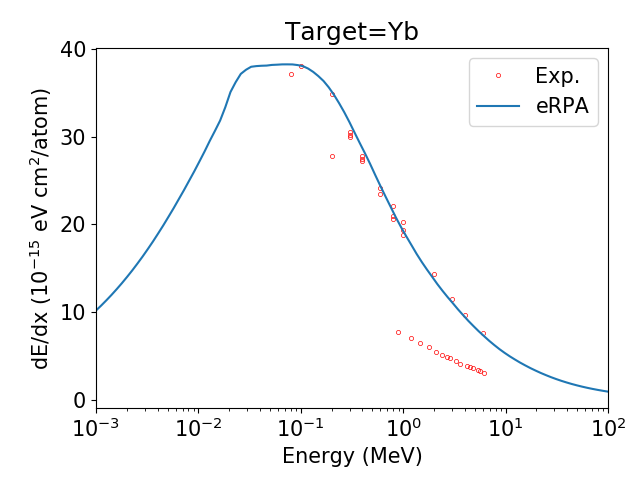 Target=Yb
dE/dx (10⁻¹⁵ eV cm²/atom)
40
30
20
10
0
Exp.
eRPA
10⁻³ 10⁻² 10⁻¹ 10⁰ 10¹ 10²
Energy (MeV)